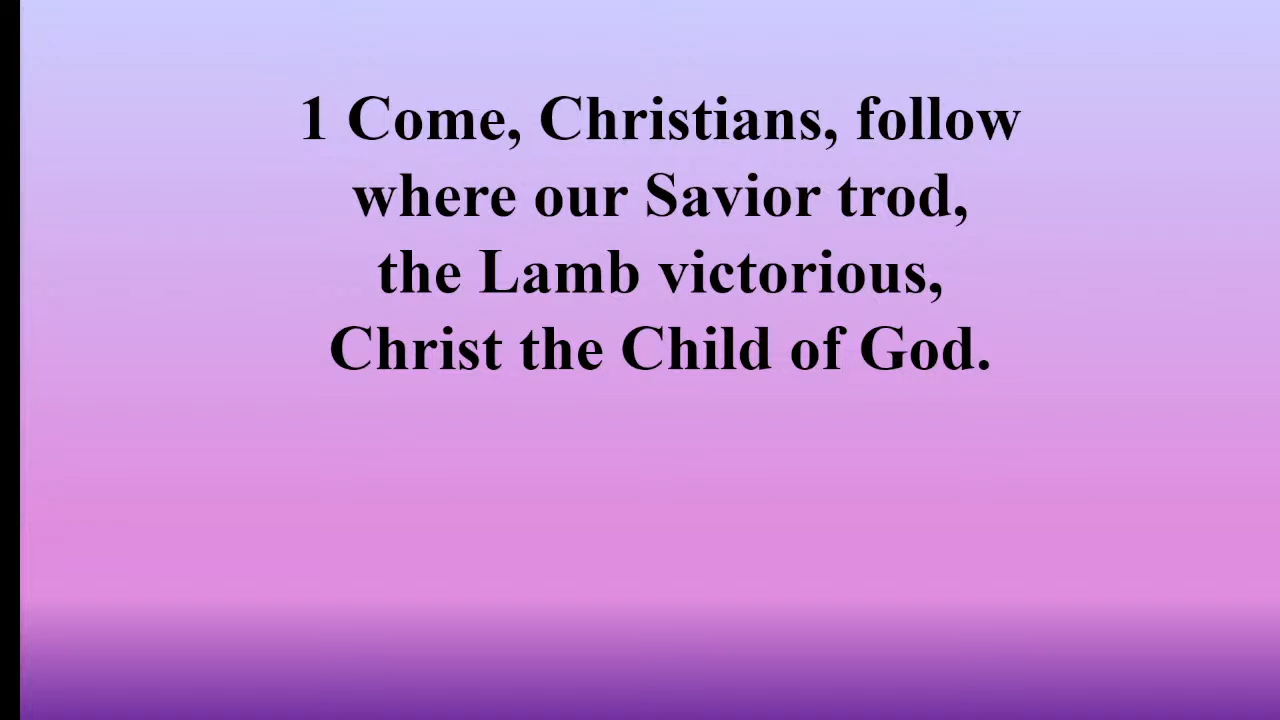 1 Come, Christians, follow
where our Savior trod,
the Lamb victorious,
Christ the Child of God.